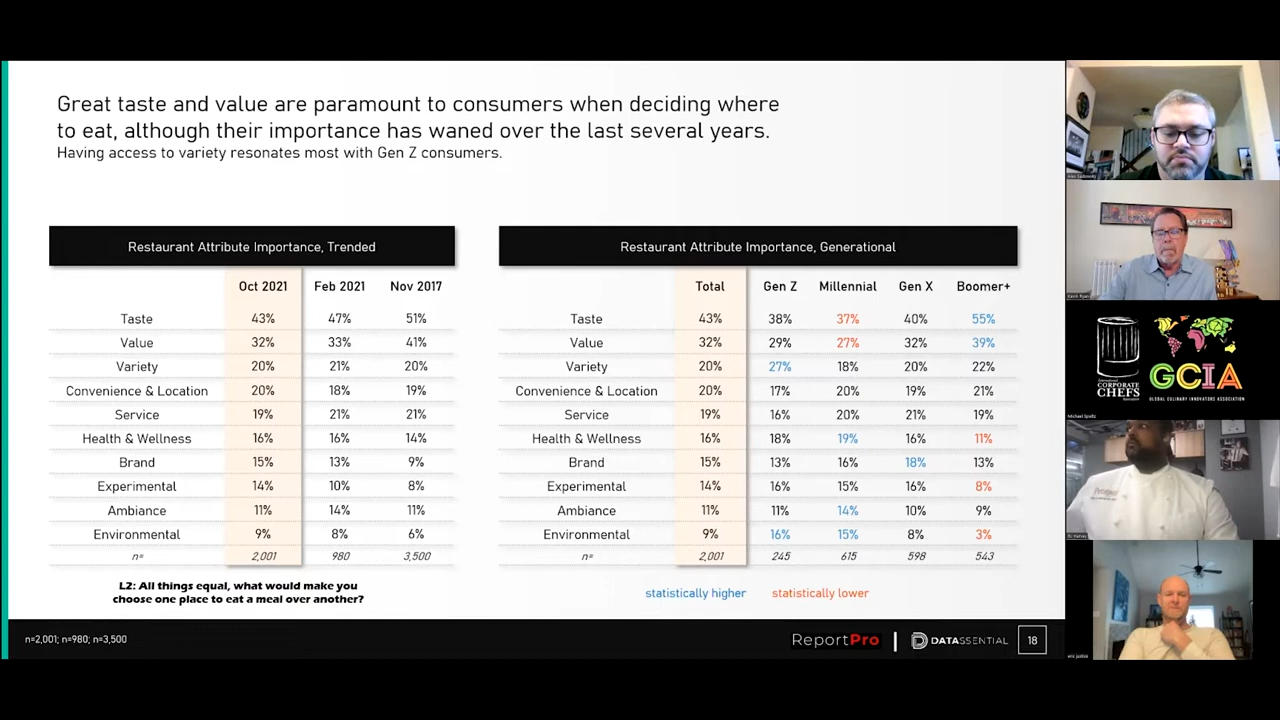 Great taste and value are paramount to consumers when deciding where
to eat, although their importance has waned over the last several years.
Having access to variety resonates most with Gen Z consumers.
Restaurant Attribute Importance, Trended
Oct 2021 Feb 2021 Nov 2017
Taste 43% 47% 51%
Value 32% 33% 41%
Variety 20% 21% 20%
Convenience & Location 20% 18% 19%
Service 19% 21% 21%
Health & Wellness 16% 16% 14%
Brand 15% 13% 9%
Experimental 14% 10% 8%
Ambiance 11% 14% 11%
Environmental 9% 8% 6%
n= 2,001 980 3,500
L2: All things equal, what would make you
choose one place to eat a meal over another?
Restaurant Attribute Importance, Generational
Total Gen Z Millennial Gen X Boomer+
Taste 43% 38% 37% 40% 55%
Value 32% 29% 27% 32% 39%
Variety 20% 27% 18% 20% 22%
Convenience & Location 20% 17% 20% 19% 21%
Service 19% 16% 20% 21% 19%
Health & Wellness 16% 18% 19% 16% 11%
Brand 15% 13% 16% 18% 13%
Experimental 14% 16% 15% 16% 8%
Ambiance 11% 11% 14% 10% 9%
Environmental 9% 16% 15% 8% 3%
n= 2,001 245 615 598 543
statistically higher statistically lower
n=2,001; n=980; n=3,500
ReportPro | DATASSENTIAL 18
International
CORPORATE
CHEFS
Association
GCIA
GLOBAL CULINARY INNOVATORS ASSOCIATION
Michael Speltz
eric justice